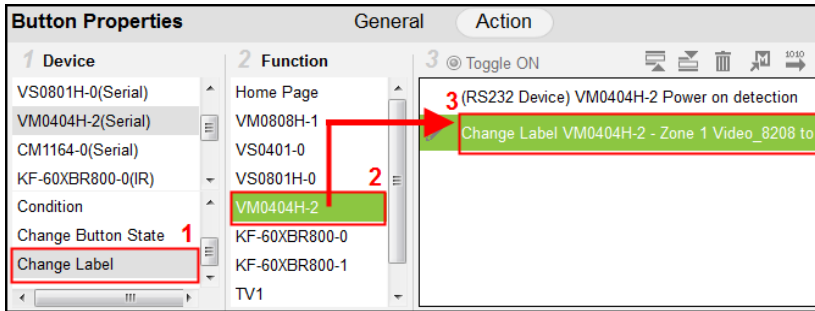 Button Properties General Action
1 Device
2 Function
3 Toggle ON
1010
VS0801H-0(Serial)
VM0404H-2(Serial)
CM1164-0(Serial)
KF-60XBR800-0(IR)
Condition
Change Button State 1
Change Label
Home Page
VM0808H-1
VS0401-0
VS0801H-0
2
VM0404H-2
KF-60XBR800-0
KF-60XBR800-1
TV1
3 (RS232 Device) VM0404H-2 Power on detection
Change Label VM0404H-2 - Zone 1 Video_8208 to